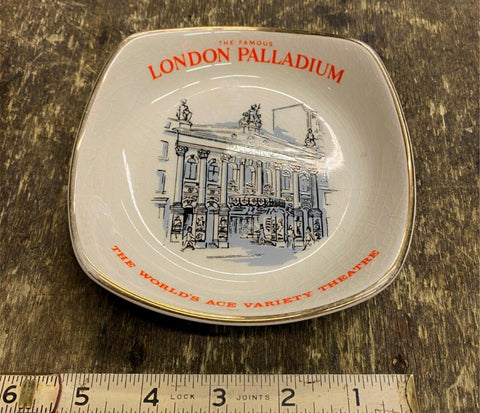 THE FAMOUS
LONDON PALLADIUM
THE WORLD'S ACE VARIETY THEATRE
6 5 4 LOCK 3 JOINTS 2 1